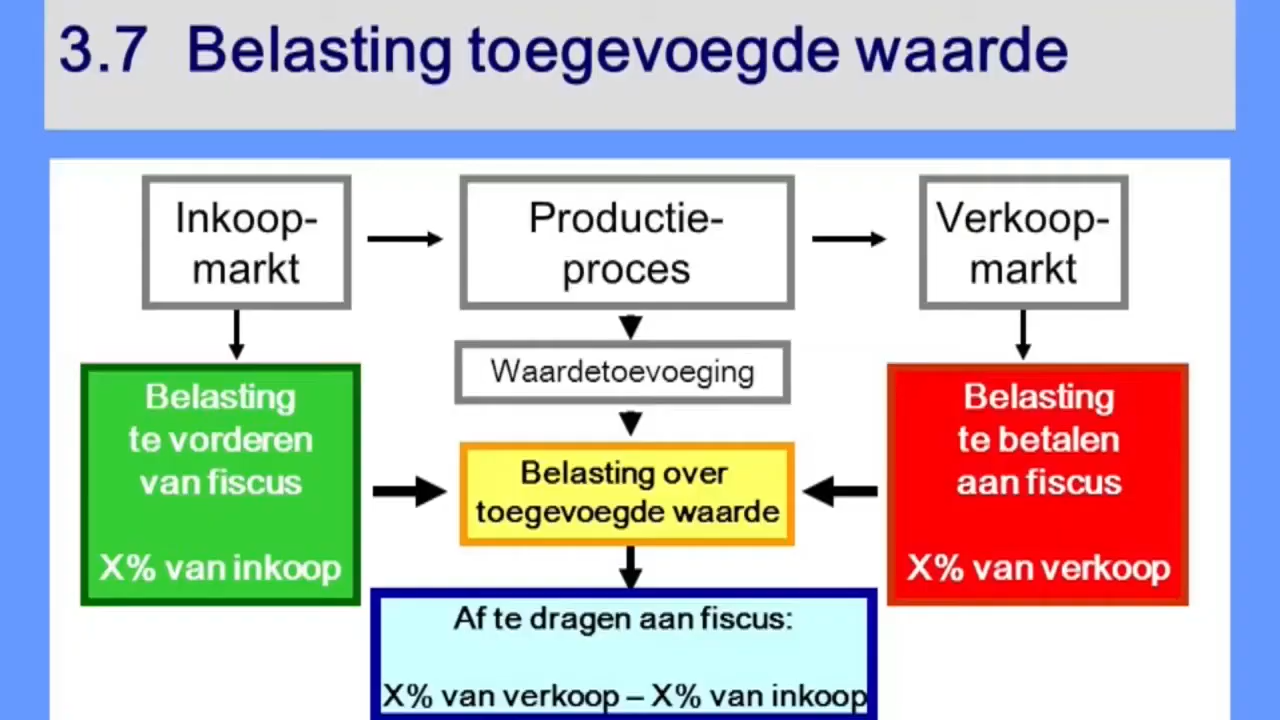 3.7 Belasting toegevoegde waarde
Inkoop-
markt
Productie-
proces
Verkoop-
markt
Waardetoevoeging
Belasting
te vorderen
van fiscus
X% van inkoop
Belasting over
toegevoegde waarde
Belasting
te betalen
aan fiscus
X% van verkoop
Af te dragen aan fiscus:
X% van verkoop – X% van inkoop